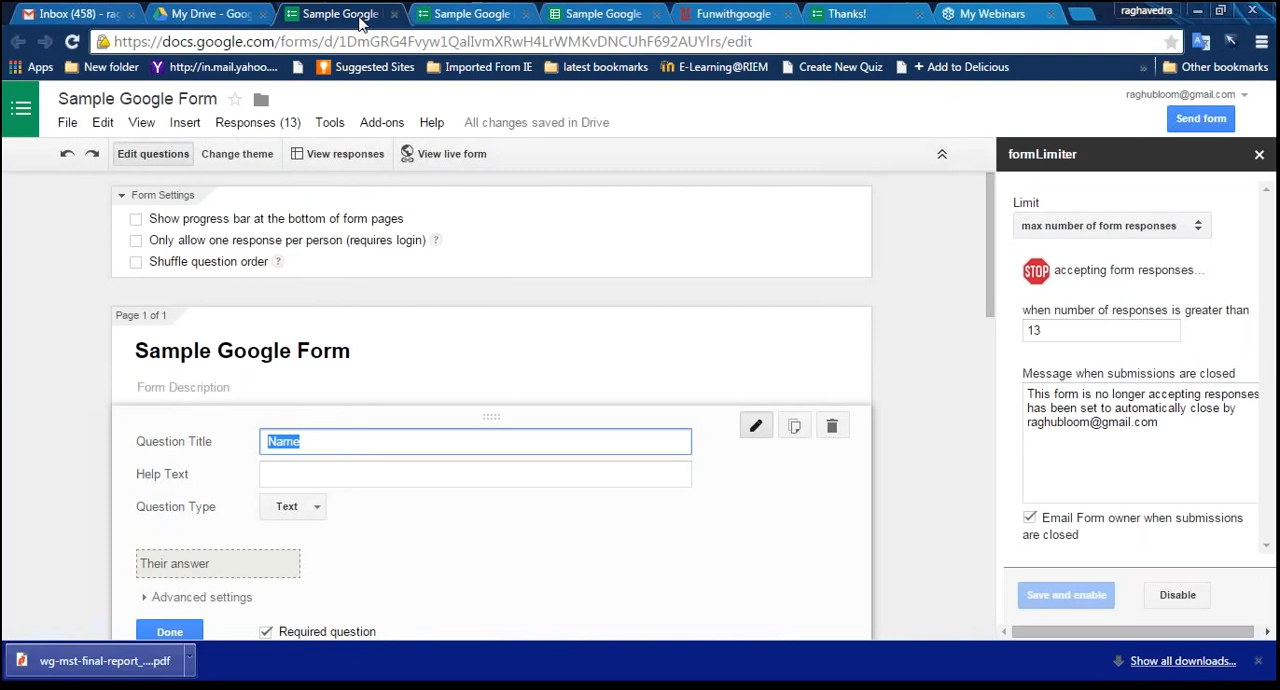 Inbox (458) - rag
My Drive - Goog
Sample Google
Sample Google
Sample Google
Funwithgoogle
Thanks!
My Webinars
raghavedra
https://docs.google.com/forms/d/1DmGRG4Fvyw1QalIvmXRwH4LrWMKvDNCUhF692AUYlrs/edit
Apps
New folder
http://in.mail.yahoo....
Suggested Sites
Imported From IE
latest bookmarks
E-Learning@RIEM
Create New Quiz
+ Add to Delicious
»
Other bookmarks
Sample Google Form
raghubloom@gmail.com
File Edit View Insert Responses (13) Tools Add-ons Help All changes saved in Drive
Send form
Edit questions Change theme View responses View live form
formLimiter
Form Settings
Show progress bar at the bottom of form pages
Only allow one response per person (requires login) ?
Shuffle question order ?
Limit
max number of form responses
STOP accepting form responses...
when number of responses is greater than
13
Message when submissions are closed
This form is no longer accepting responses
has been set to automatically close by
raghubloom@gmail.com
Email Form owner when submissions
are closed
Save and enable
Disable
Page 1 of 1
Sample Google Form
Form Description
Question Title Name
Help Text
Question Type Text
Their answer
Advanced settings
Done
Required question
wg-mst-final-report_....pdf
Show all downloads...